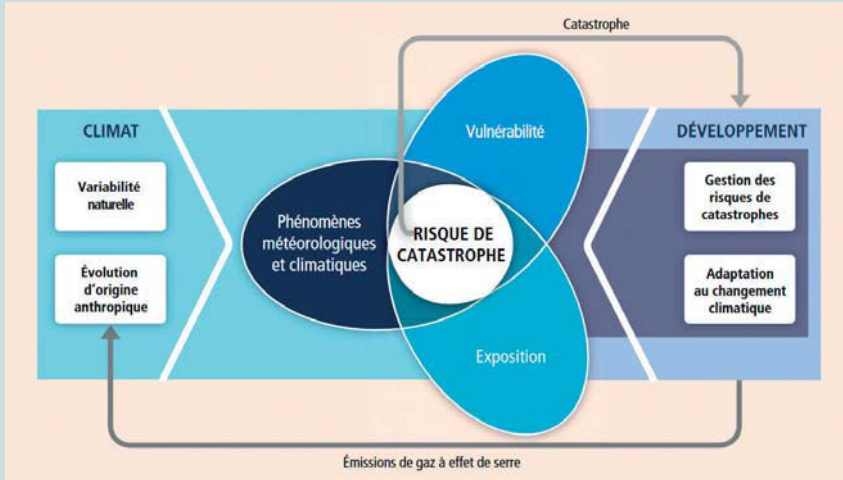 Catastrophe
CLIMAT
Variabilité
naturelle
Évolution
d'origine
anthropique
Phénomènes
météorologiques
et climatiques
Vulnérabilité
RISQUE DE
CATASTROPHE
Exposition
DÉVELOPPEMENT
Gestion des
risques de
catastrophes
Adaptation
au changement
climatique
Émissions de gaz à effet de serre